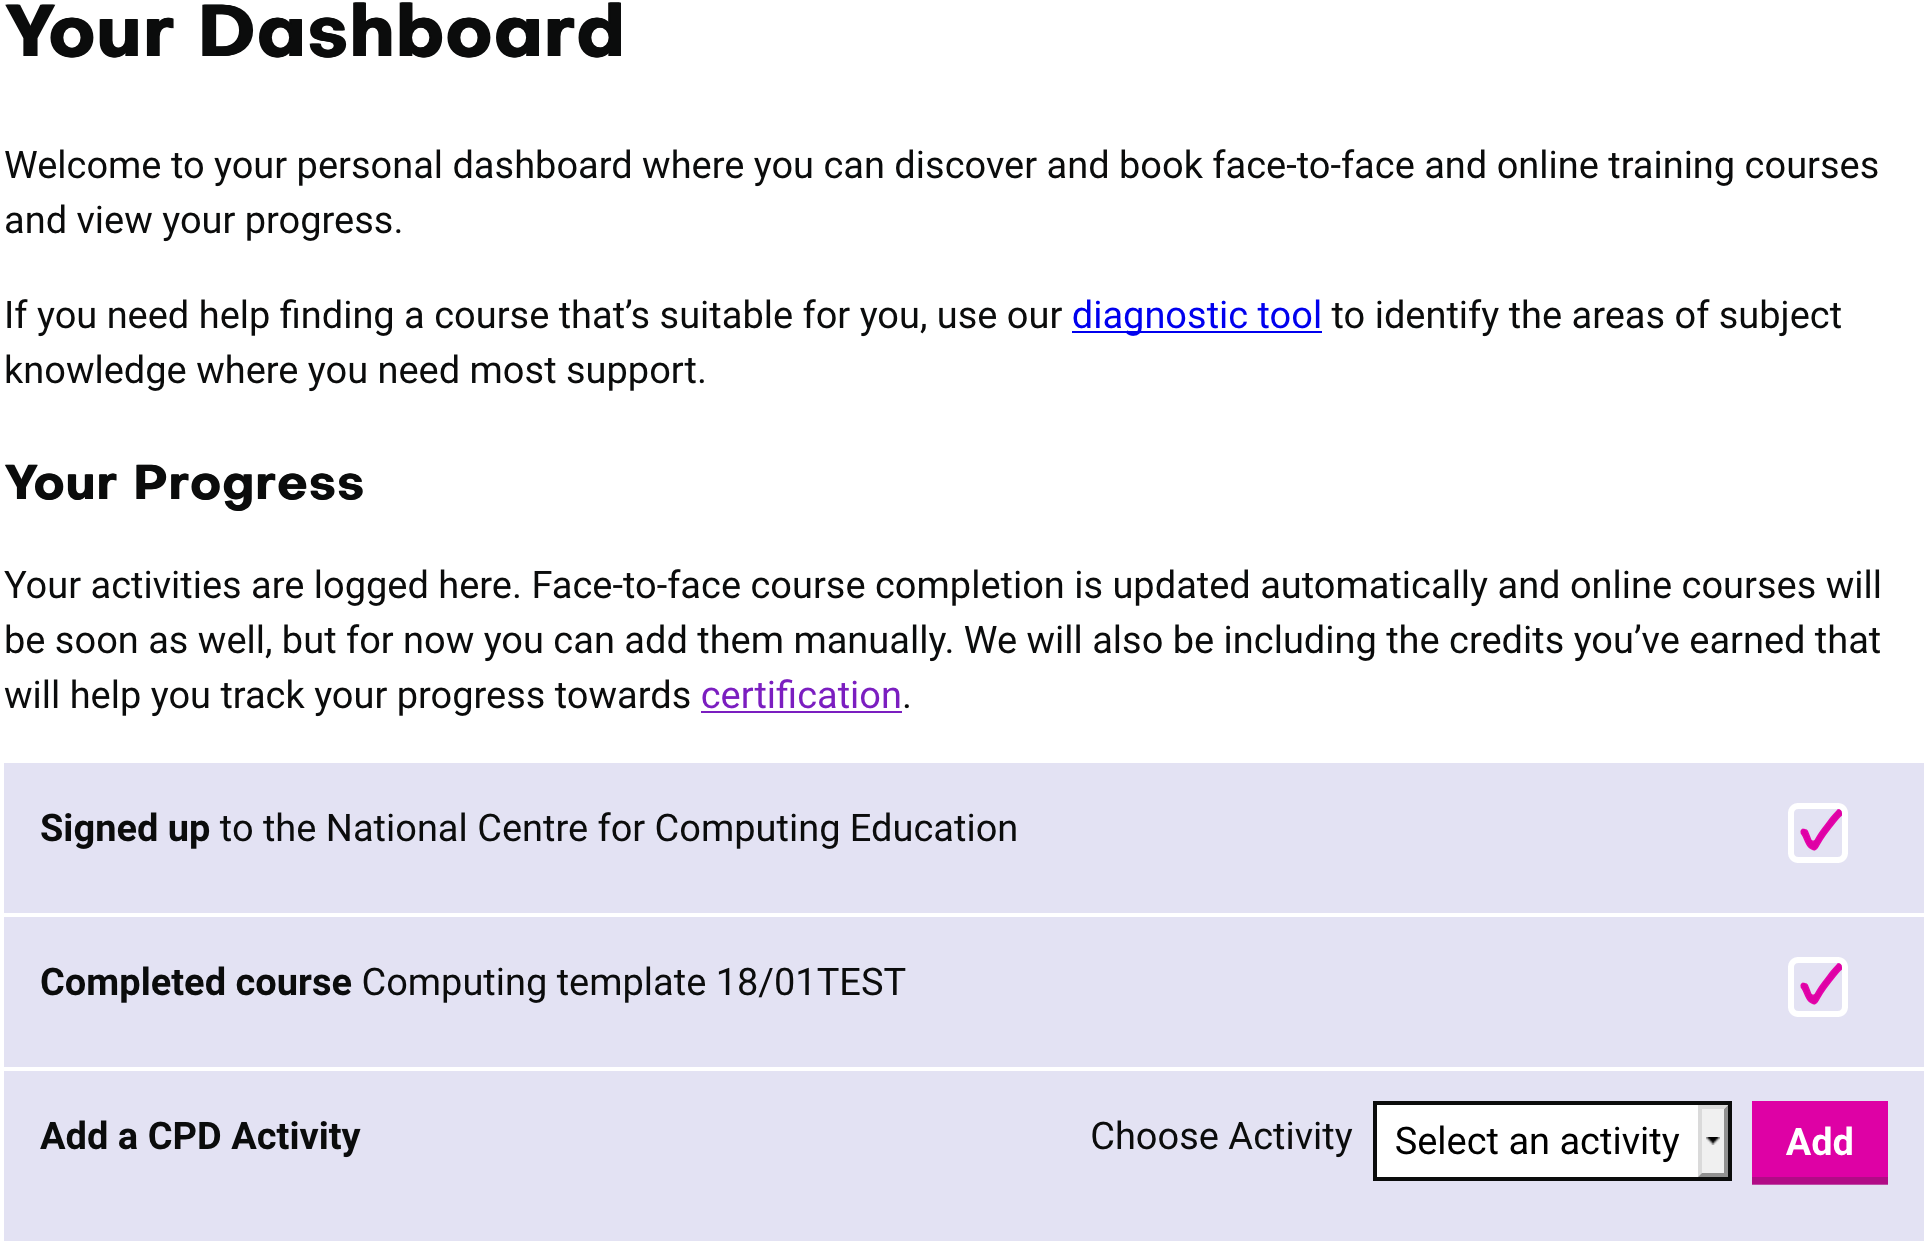 Your Dashboard
Welcome to your personal dashboard where you can discover and book face-to-face and online training courses
and view your progress.
If you need help finding a course that’s suitable for you, use our diagnostic tool to identify the areas of subject
knowledge where you need most support.
Your Progress
Your activities are logged here. Face-to-face course completion is updated automatically and online courses will
be soon as well, but for now you can add them manually. We will also be including the credits you’ve earned that
will help you track your progress towards certification.
Signed up to the National Centre for Computing Education
Completed course Computing template 18/01TEST
Add a CPD Activity Choose Activity Select an activity Add